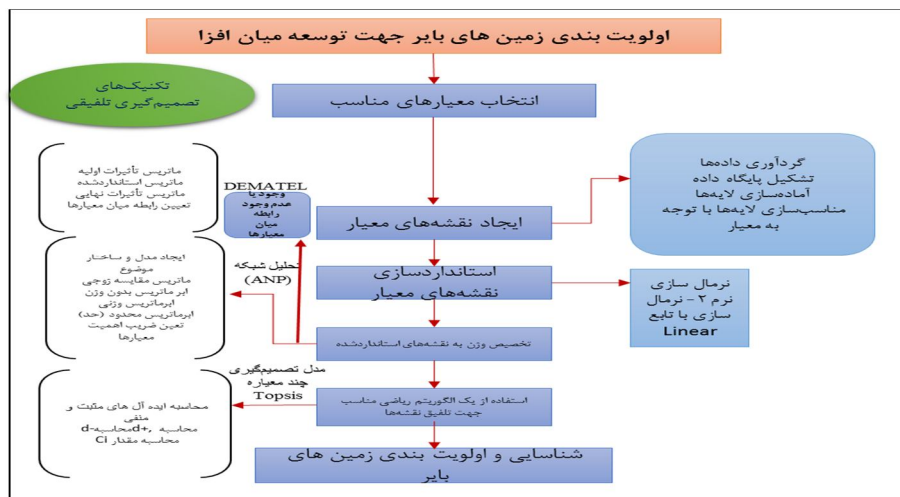 اولویت بندی زمین های بایر جهت توسعه میان افزا
تکنیک‌های
تصمیم‌گیری تلفیقی
انتخاب معیارهای مناسب
گردآوری داده‌ها
تشکیل پایگاه داده
آماده‌سازی لایه‌ها
مناسب‌سازی لایه‌ها با توجه
به معیار
ماتریس تأثیرات اولیه
ماتریس استانداردشده
ماتریس تأثیرات نهایی
تعیین رابطه میان معیارها
DEMATEL
وجود یا
عدم وجود
رابطه
میان
معیارها
ایجاد نقشه‌های معیار
ایجاد مدل و ساختار
موضوع
ماتریس مقایسه زوجی
ابر ماتریس بدون وزن
ابرماتریس وزنی
ابرماتریس محدود (حد)
تعین ضریب اهمیت
معیارها
تحلیل شبکه
(ANP)
استانداردسازی
نقشه‌های معیار
نرمال سازی
نرم ۲ - نرمال
سازی با تابع
Linear
تخصیص وزن به نقشه‌های استانداردشده
مدل تصمیم‌گیری
چند معیاره
Topsis
محاسبه ایده آل های مثبت و
منفی
محاسبه +d, محاسبه-d
محاسبه مقدار Ci
استفاده از یک الگوریتم ریاضی مناسب
جهت تلفیق نقشه‌ها
شناسایی و اولویت بندی زمین های
بایر